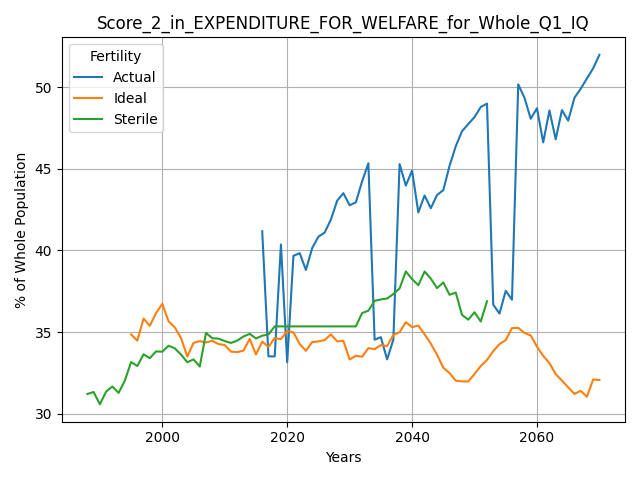 Score_2_in_EXPENDITURE_FOR_WELFARE_for_Whole_Q1_IQ
Fertility
Actual
Ideal
Sterile
% of Whole Population
50
45
40
35
30
2000
2020
2040
2060
Years